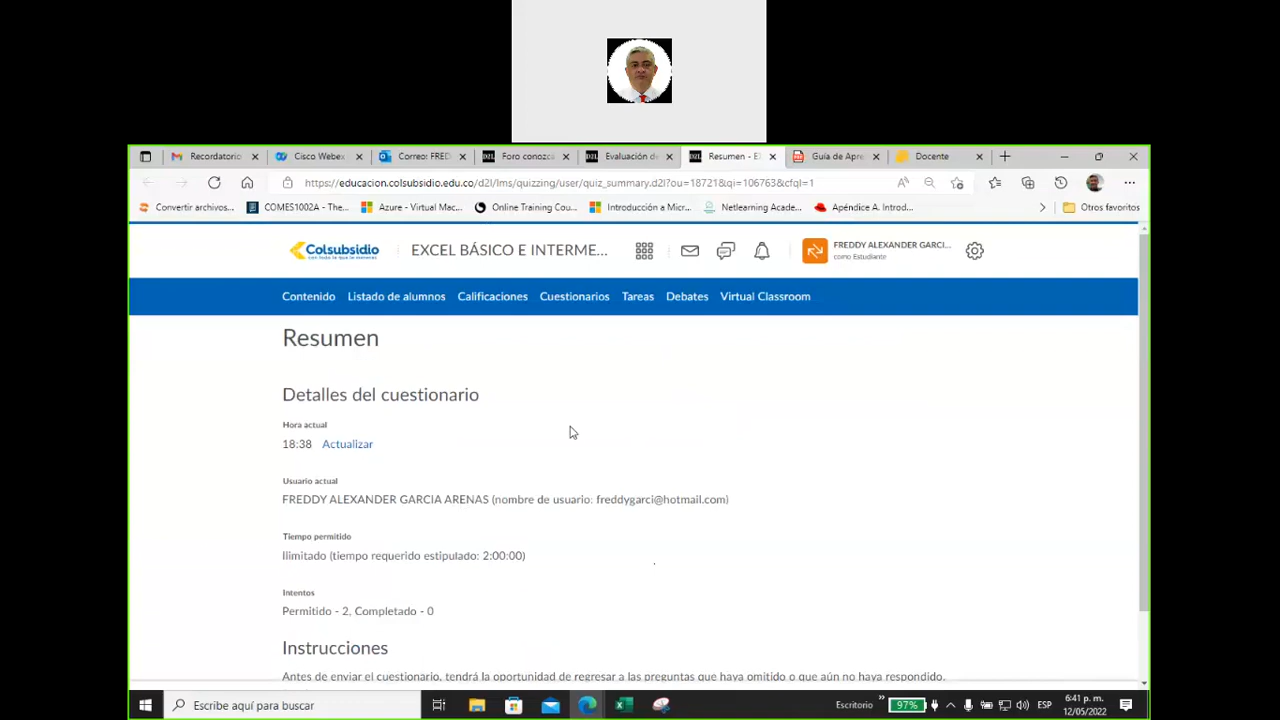 Recordatorio
Cisco Webex
Correo: FRED
Foro conozc
Evaluación de
Resumen - EX
Guía de Apre
Docente
https://educacion.colsubsidio.edu.co/d2l/lms/quizzing/user/quiz_summary.d2l?ou=18721&qi=106763&cfql=1
Convertir archivos...
COMES1002A - The...
Azure - Virtual Mac...
Online Training Cou...
Introducción a Micr...
Netlearning Acade...
Apéndice A. Introd...
Otros favoritos
Colsubsidio
EXCEL BÁSICO E INTERME...
FREDDY ALEXANDER GARCI...
como Estudiante
Contenido
Listado de alumnos
Calificaciones
Cuestionarios
Tareas
Debates
Virtual Classroom
Resumen
Detalles del cuestionario
Hora actual
18:38 Actualizar
Usuario actual
FREDDY ALEXANDER GARCIA ARENAS (nombre de usuario: freddygarci@hotmail.com)
Tiempo permitido
Ilimitado (tiempo requerido estipulado: 2:00:00)
Intentos
Permitido - 2, Completado - 0
Instrucciones
Antes de enviar el cuestionario, tendrá la oportunidad de regresar a las preguntas que haya omitido o que aún no haya respondido.
Escribe aquí para buscar
Escritorio
97%
ESP
6:41 p. m.
12/05/2022